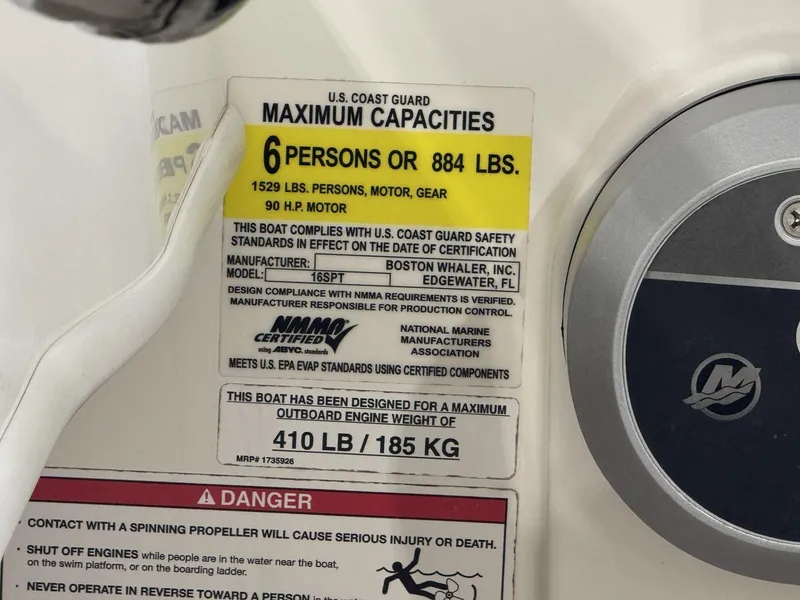 U.S. COAST GUARD
MAXIMUM CAPACITIES
6 PERSONS OR 884 LBS.
1529 LBS. PERSONS, MOTOR, GEAR
90 H.P. MOTOR
THIS BOAT COMPLIES WITH U.S. COAST GUARD SAFETY
STANDARDS IN EFFECT ON THE DATE OF CERTIFICATION
MANUFACTURER: BOSTON WHALER, INC.
MODEL: 16SPT EDGEWATER, FL
DESIGN COMPLIANCE WITH NMMA REQUIREMENTS IS VERIFIED.
MANUFACTURER RESPONSIBLE FOR PRODUCTION CONTROL.
NMMA
CERTIFIED
using ABYC. standards
NATIONAL MARINE
MANUFACTURERS
ASSOCIATION
MEETS U.S. EPA EVAP STANDARDS USING CERTIFIED COMPONENTS
THIS BOAT HAS BEEN DESIGNED FOR A MAXIMUM
OUTBOARD ENGINE WEIGHT OF
410 LB / 185 KG
MRP# 1735926
DANGER
· CONTACT WITH A SPINNING PROPELLER WILL CAUSE SERIOUS INJURY OR DEATH.
· SHUT OFF ENGINES while people are in the water near the boat,
on the swim platform, or on the boarding ladder.
· NEVER OPERATE IN REVERSE TOWARD A PERSON in the